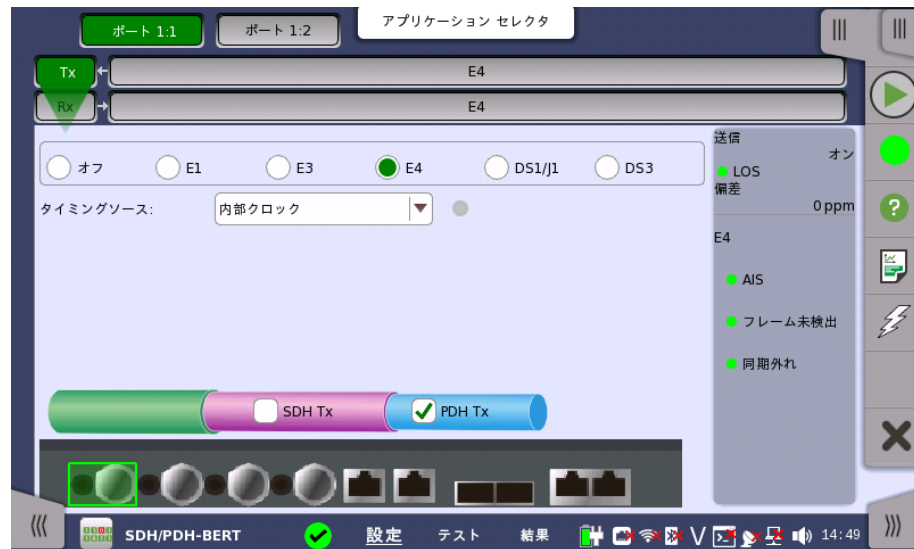 ポート 1:1
ポート 1:2
アプリケーション セレクタ
Tx
E4
Rx
E4
オフ
E1
E3
E4
DS1/J1
DS3
タイミングソース:
内部クロック
送信
オン
LOS
偏差
0 ppm
E4
AIS
フレーム未検出
同期外れ
SDH Tx
PDH Tx
SDH/PDH-BERT
設定
テスト
結果
V
14:49